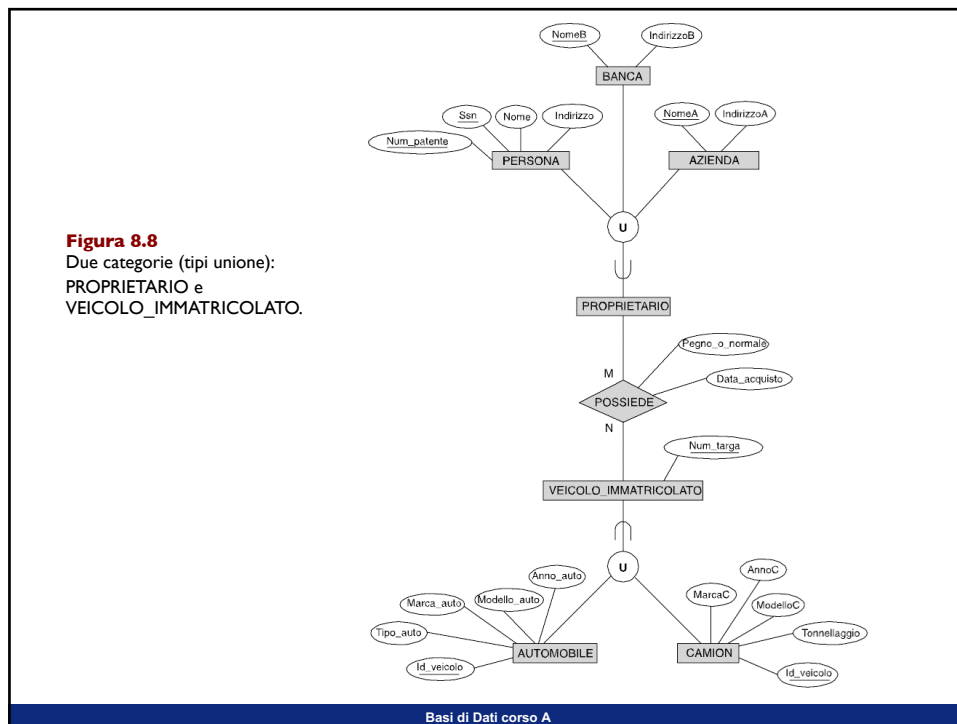 NomeB
IndirizzoB
BANCA
Ssn
Nome
Indirizzo
NomeA
IndirizzoA
Num_patente
PERSONA
AZIENDA
U
Figura 8.8
Due categorie (tipi unione):
PROPRIETARIO e
VEICOLO_IMMATRICOLATO.
PROPRIETARIO
Pegno_o_normale
M
Data_acquisto
POSSIEDE
N
Num_targa
VEICOLO_IMMATRICOLATO
U
Anno_auto
AnnoC
Modello_auto
MarcaC
Marca_auto
ModelloC
Tipo_auto
Tonnellaggio
AUTOMOBILE
CAMION
Id_veicolo
Id_veicolo
Basi di Dati corso A